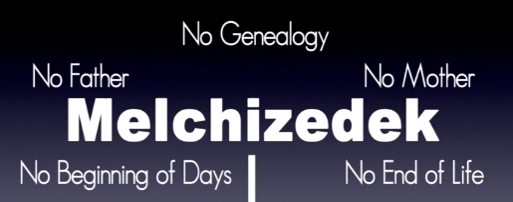 No Genealogy
No Father No Mother
Melchizedek
No Beginning of Days No End of Life